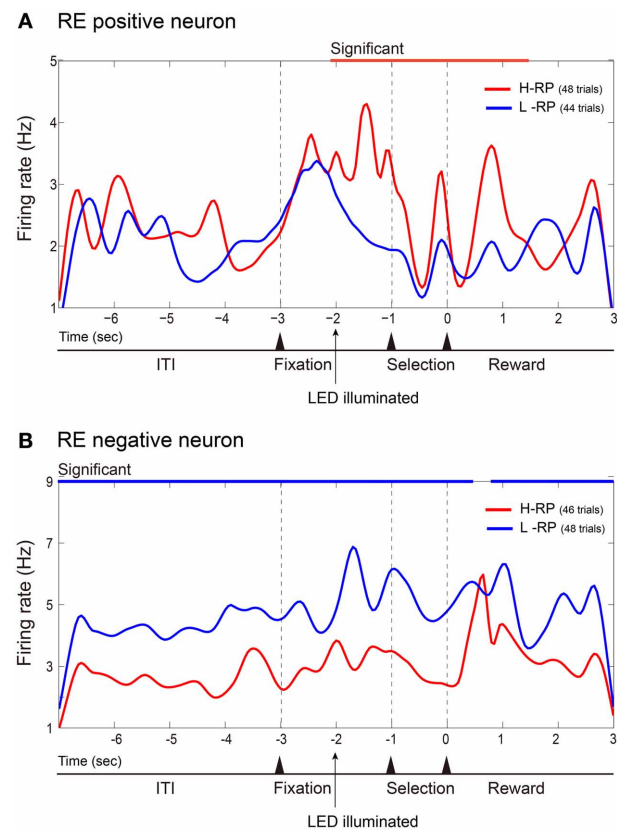 A RE positive neuron
Significant
5
H-RP (48 trials)
L -RP (44 trials)
4
Firing rate (Hz)
3
2
1
−6 −5 −4 −3 −2 −1 0 1 2 3
Time (sec)
ITI Fixation Selection Reward
LED illuminated
B RE negative neuron
Significant
9
H-RP (46 trials)
L -RP (48 trials)
7
Firing rate (Hz)
5
3
1
-6 -5 -4 -3 -2 -1 0 1 2 3
Time (sec)
ITI Fixation Selection Reward
LED illuminated